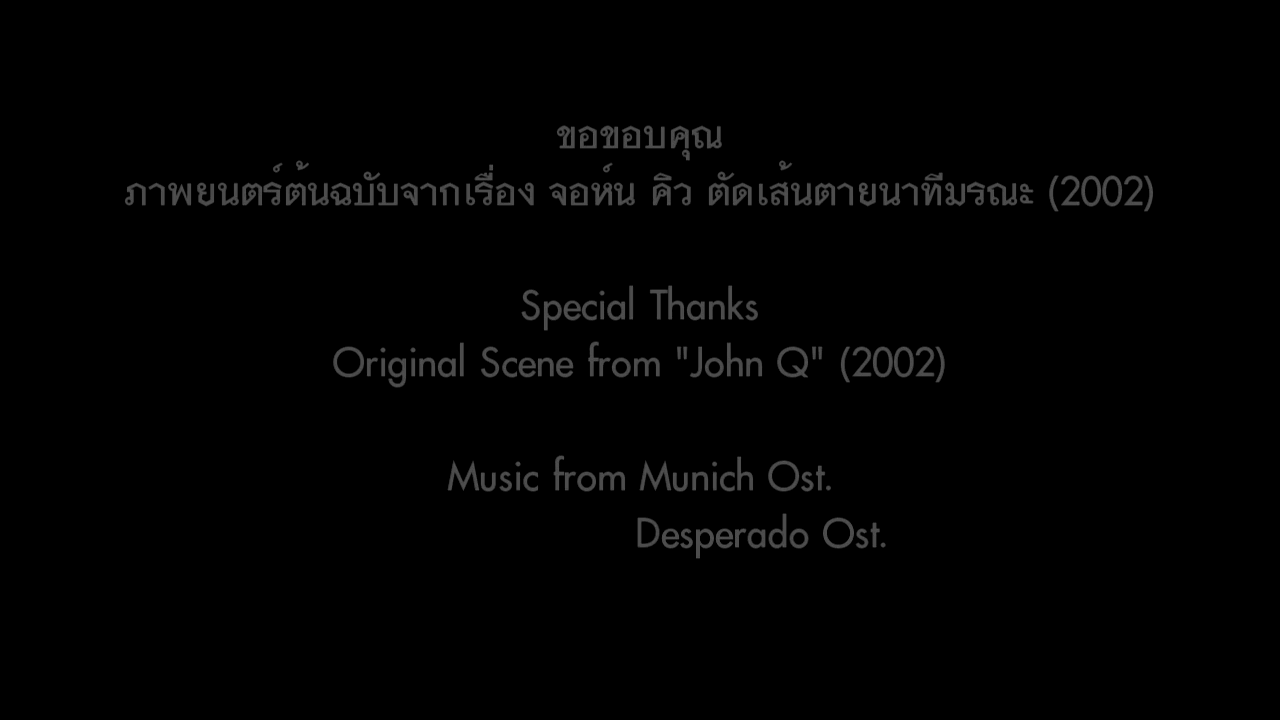 ขอขอบคุณ
ภาพยนตร์ต้นฉบับจากเรื่อง จอห์น คิว ตัดเส้นตายนาทีมรณะ (2002)
Special Thanks
Original Scene from "John Q" (2002)
Music from Munich Ost.
Desperado Ost.